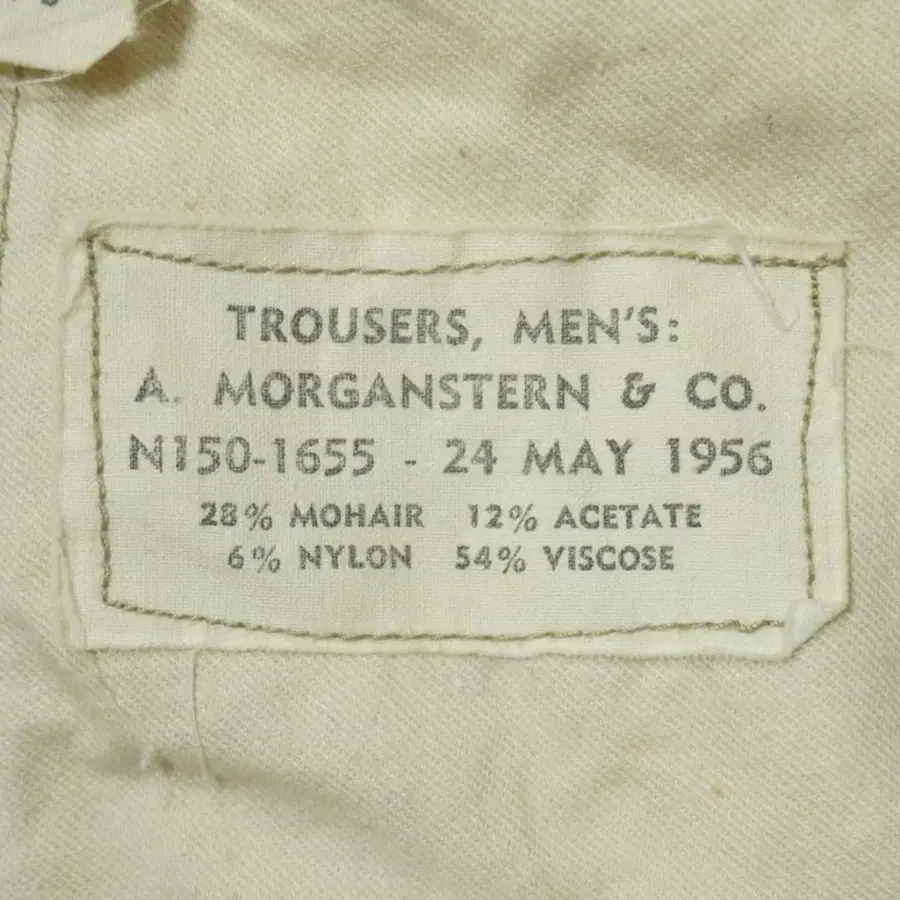 TROUSERS, MEN'S:
A. MORGANSTERN & CO.
N150-1655 - 24 MAY 1956
28% MOHAIR 12% ACETATE
6% NYLON 54% VISCOSE